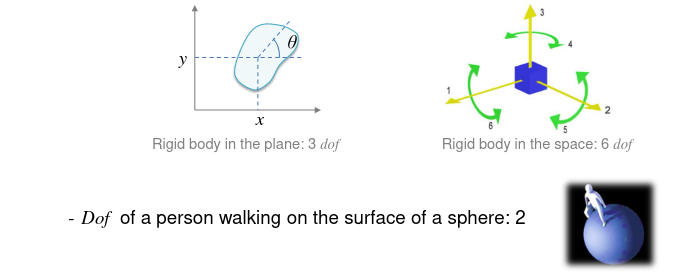 θ
y
x
Rigid body in the plane: 3 dof
3
4
1
2
6
5
Rigid body in the space: 6 dof
- Dof of a person walking on the surface of a sphere: 2